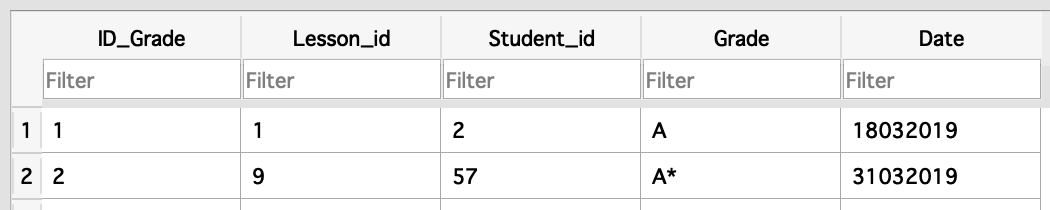 ID_Grade Lesson_id Student_id Grade Date
Filter Filter Filter Filter Filter
1 1 1 2 A 18032019
2 2 9 57 A* 31032019